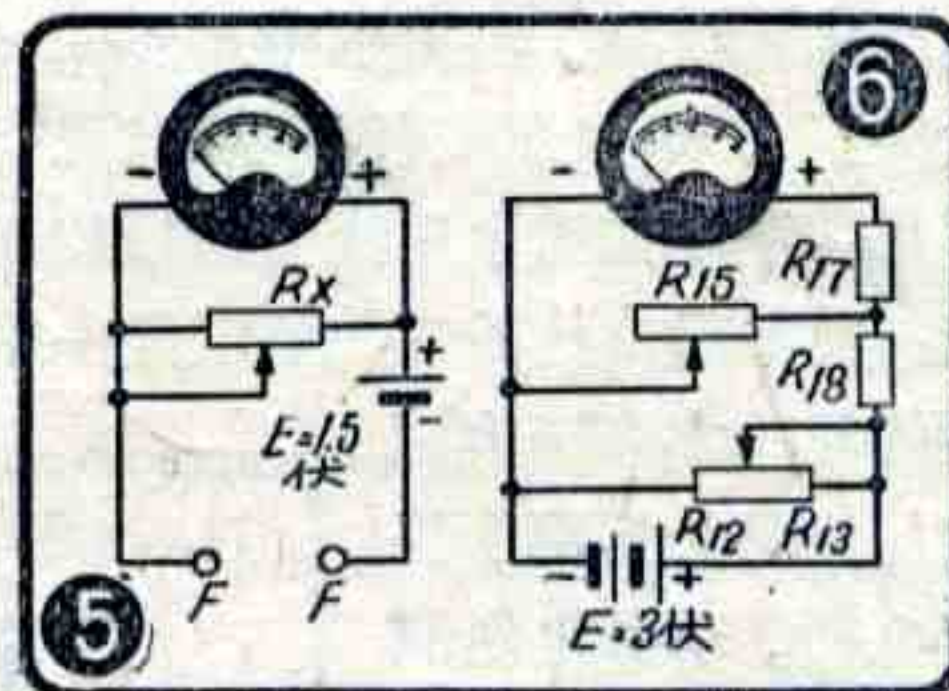 6
- +
- +
Rx
R15
R17
R18
+
-
E=1.5
伏
R12 R13
F F
- +
E=3伏
5